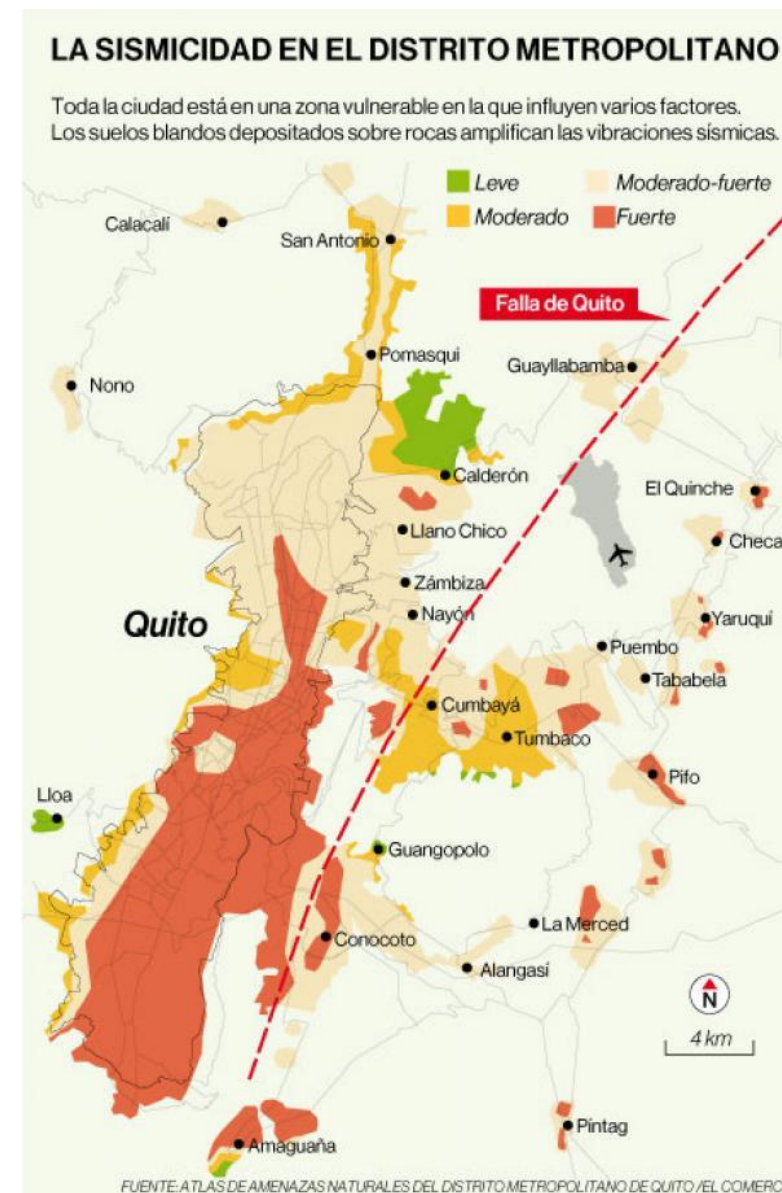 LA SISMICIDAD EN EL DISTRITO METROPOLITANO
Toda la ciudad está en una zona vulnerable en la que influyen varios factores.
Los suelos blandos depositados sobre rocas amplifican las vibraciones sísmicas.
Leve
Moderado-fuerte
Moderado
Fuerte
Calacalí
San Antonio
Falla de Quito
Pomasqui
Guayllabamba
Nono
Calderón
El Quinche
Llano Chico
Checa
Zámbiza
Quito
Nayón
Yaruquí
Puembo
Tababela
Cumbayá
Tumbaco
Pifo
Lloa
Guangopolo
La Merced
Conocoto
Alangasí
N
4 km
Píntag
Amaguaña
FUENTE: ATLAS DE AMENAZAS NATURALES DEL DISTRITO METROPOLITANO DE QUITO / EL COMERC